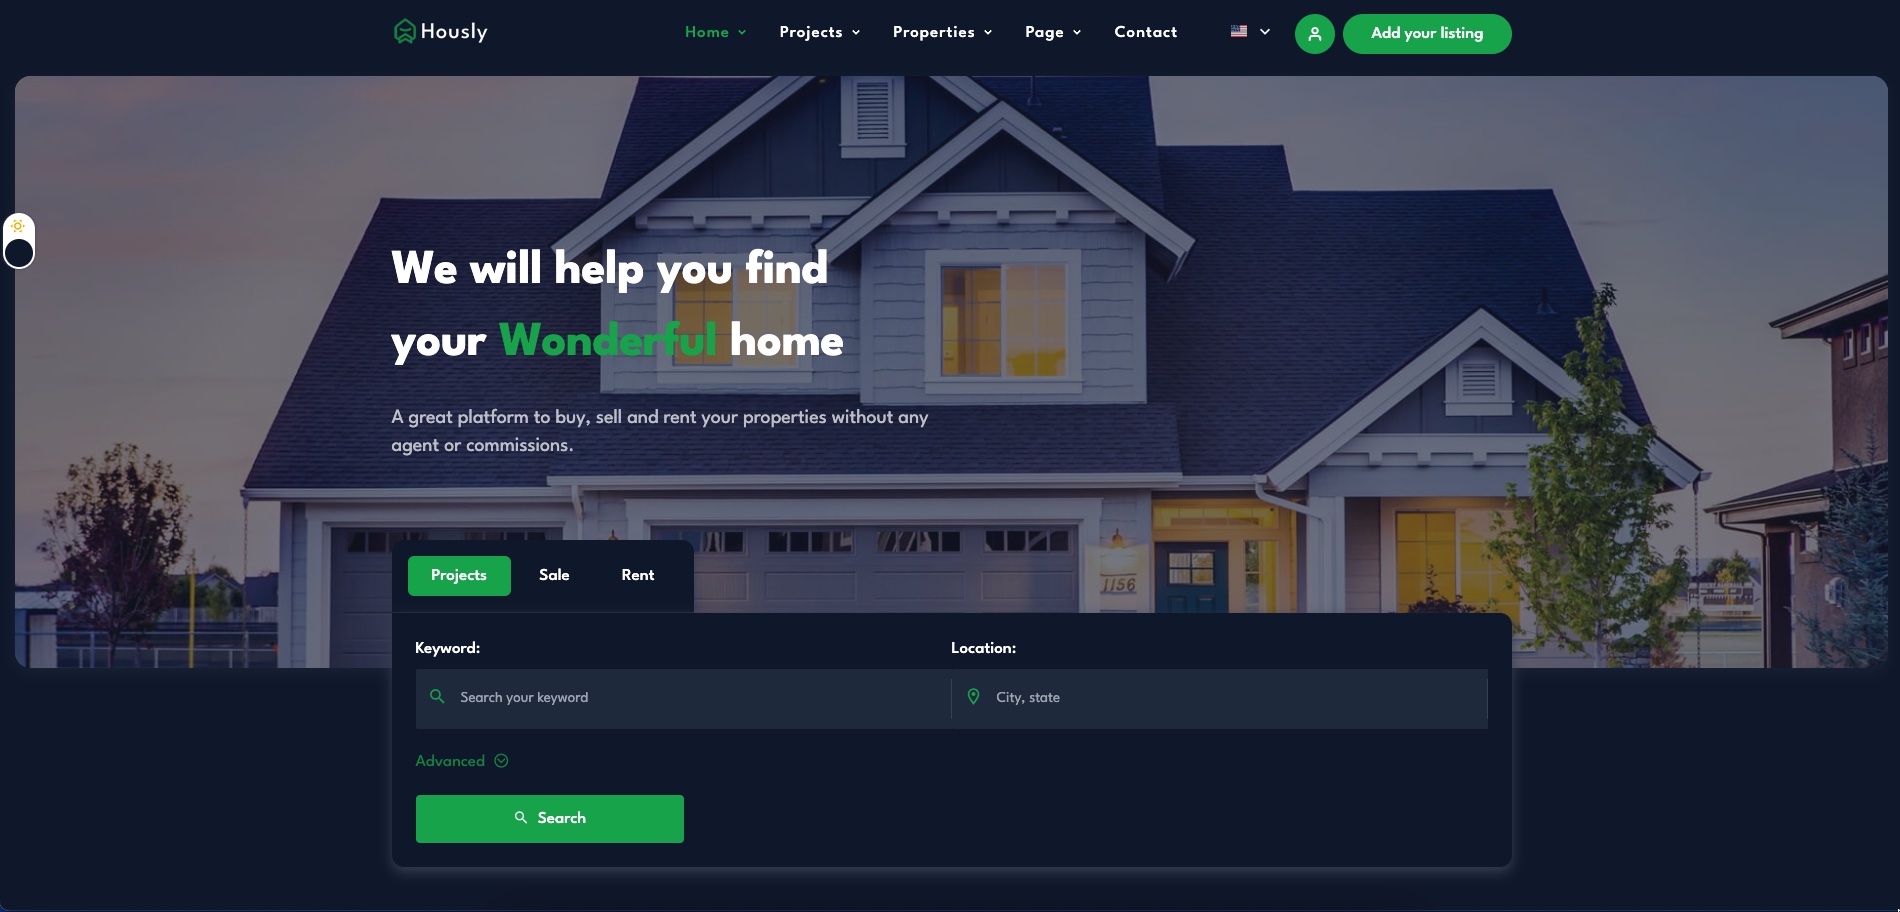 Hously
Home
Projects
Properties
Page
Contact
Add your listing
We will help you find
your Wonderful home
A great platform to buy, sell and rent your properties without any
agent or commissions.
1156
Projects
Sale
Rent
Keyword:
Location:
Search your keyword
City, state
Advanced
Search